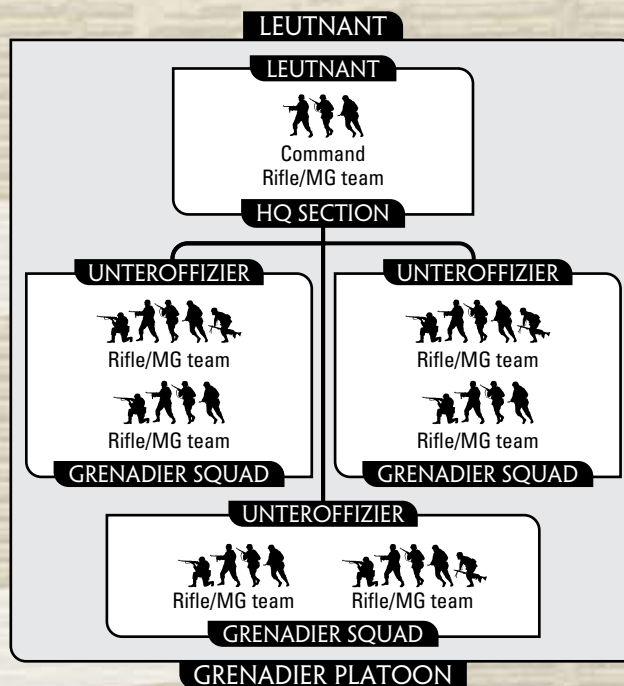 LEUTNANT
LEUTNANT
Command
Rifle/MG team
HQ SECTION
UNTEROFFIZIER
Rifle/MG team
Rifle/MG team
GRENADIER SQUAD
UNTEROFFIZIER
Rifle/MG team
Rifle/MG team
GRENADIER SQUAD
UNTEROFFIZIER
Rifle/MG team
Rifle/MG team
GRENADIER SQUAD
GRENADIER PLATOON